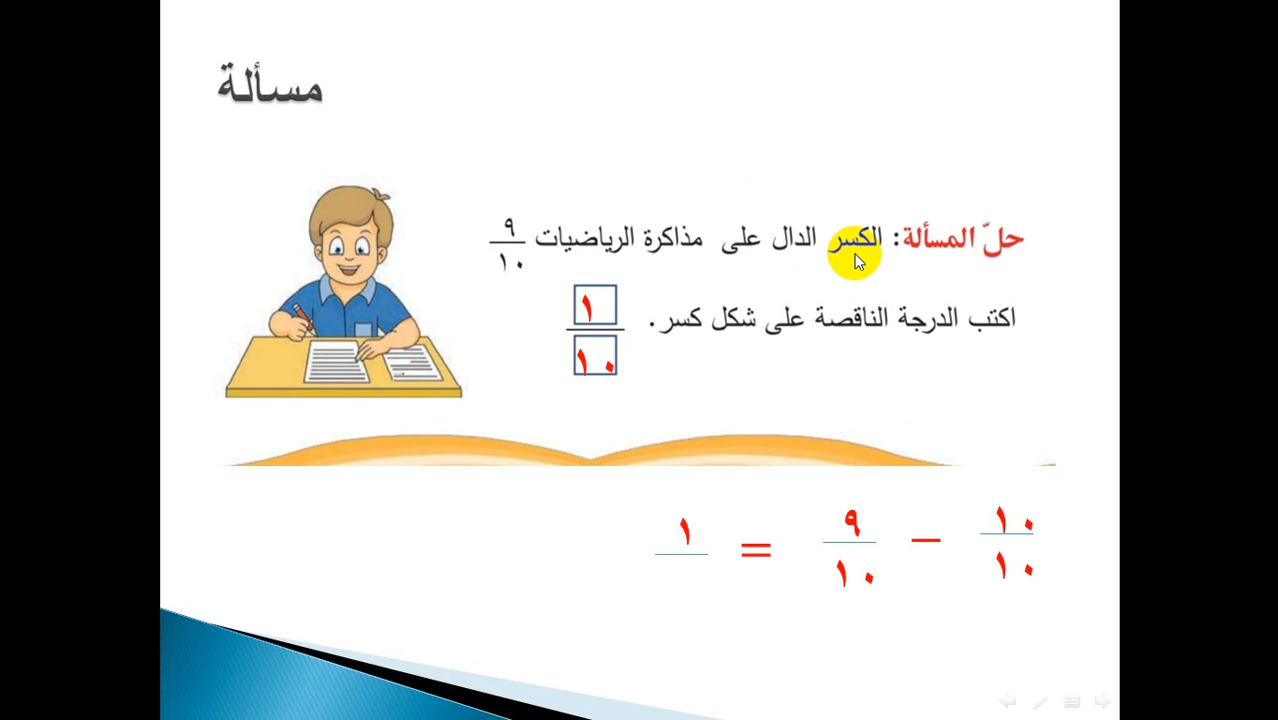 مسألة
حلّ المسألة: الكسر الدال على مذاكرة الرياضيات ٩/١٠
اكتب الدرجة الناقصة على شكل كسر. ١/١٠
١٠/١٠ – ٩/١٠ = ١